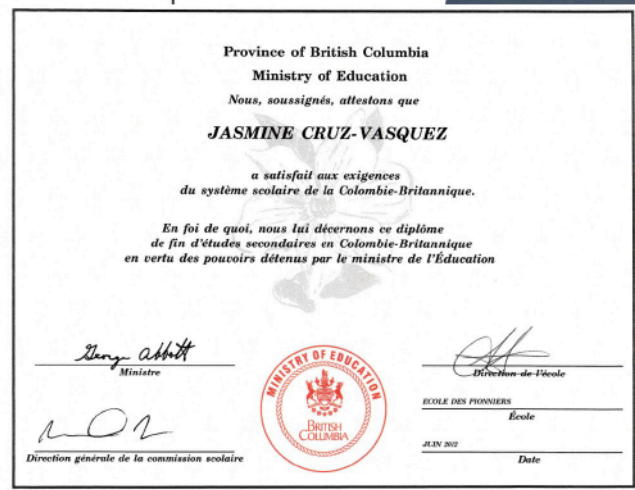 Province of British Columbia
Ministry of Education
Nous, soussignés, attestons que
JASMINE CRUZ-VASQUEZ
a satisfait aux exigences
du système scolaire de la Colombie-Britannique.
En foi de quoi, nous lui décernons ce diplôme
de fin d'études secondaires en Colombie-Britannique
en vertu des pouvoirs détenus par le ministre de l'Éducation
George Abbott
Ministre
Direction générale de la commission scolaire
MINISTRY OF EDUCATION
BRITISH
COLUMBIA
Direction de l'école
ECOLE DES PIONNIERS
École
JUIN 2012
Date